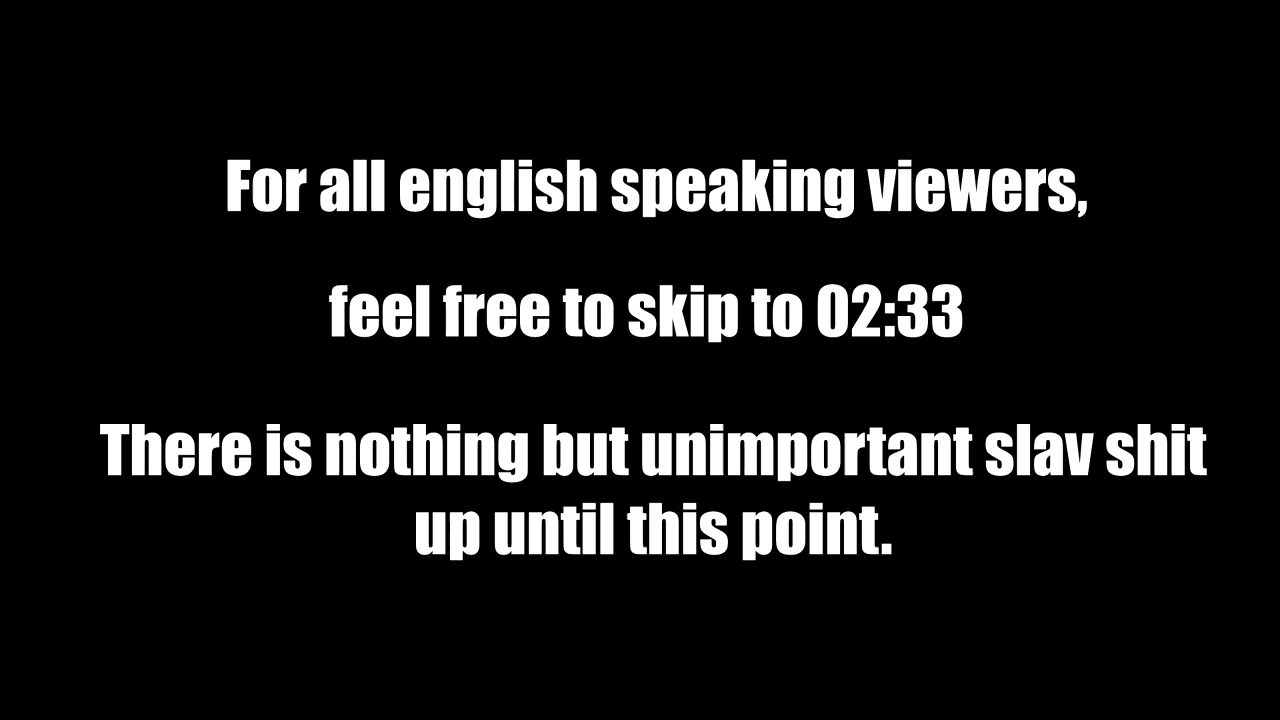 For all english speaking viewers,
feel free to skip to 02:33
There is nothing but unimportant slav shit
up until this point.